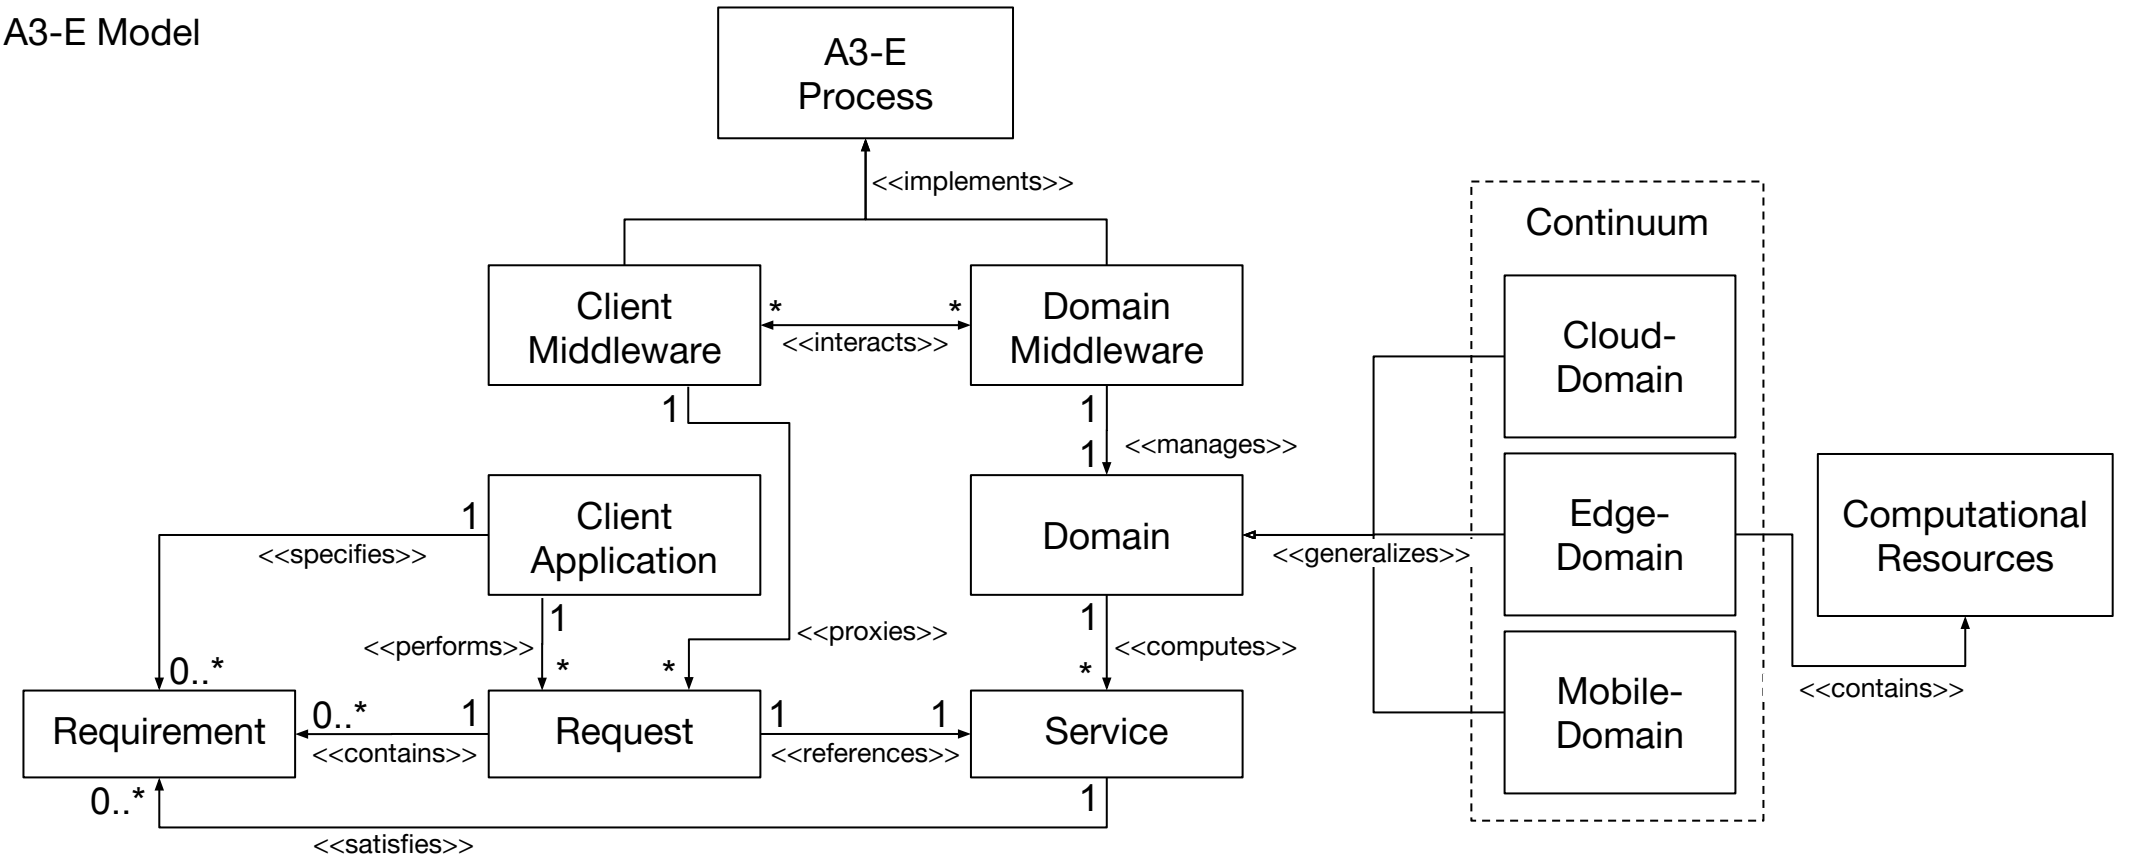 A3-E Model
A3-E
Process
<<implements>>
Continuum
Client
Middleware
*
*
<<interacts>>
Domain
Middleware
Cloud-
Domain
1
1
1
<<manages>>
1
Client
Application
Domain
<<generalizes>>
Edge-
Domain
Computational
Resources
<<specifies>>
1
<<performs>>
*
*
<<proxies>>
1
<<computes>>
*
Mobile-
Domain
<<contains>>
0..*
Requirement
0..*
1
<<contains>>
Request
1
1
<<references>>
Service
0..*
1
<<satisfies>>